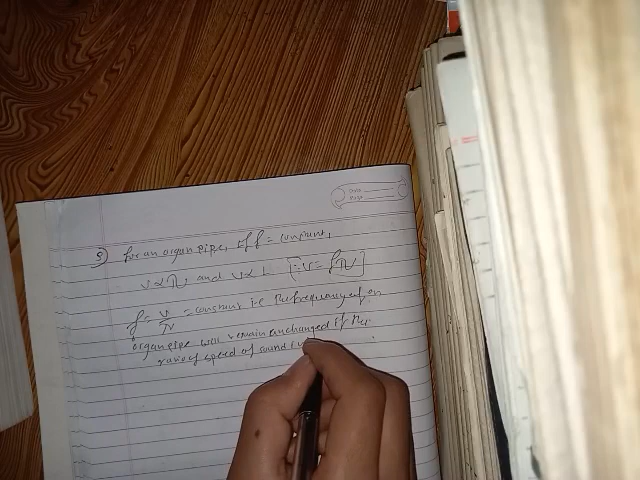 5) for an organ pipe, if f = constant,
v ∝ λ and v ∝ L [∵ v = fλ]
f = v/λ = constant i.e The frequency of an
organ pipe will remain unchanged if the
ratio of speed of sound